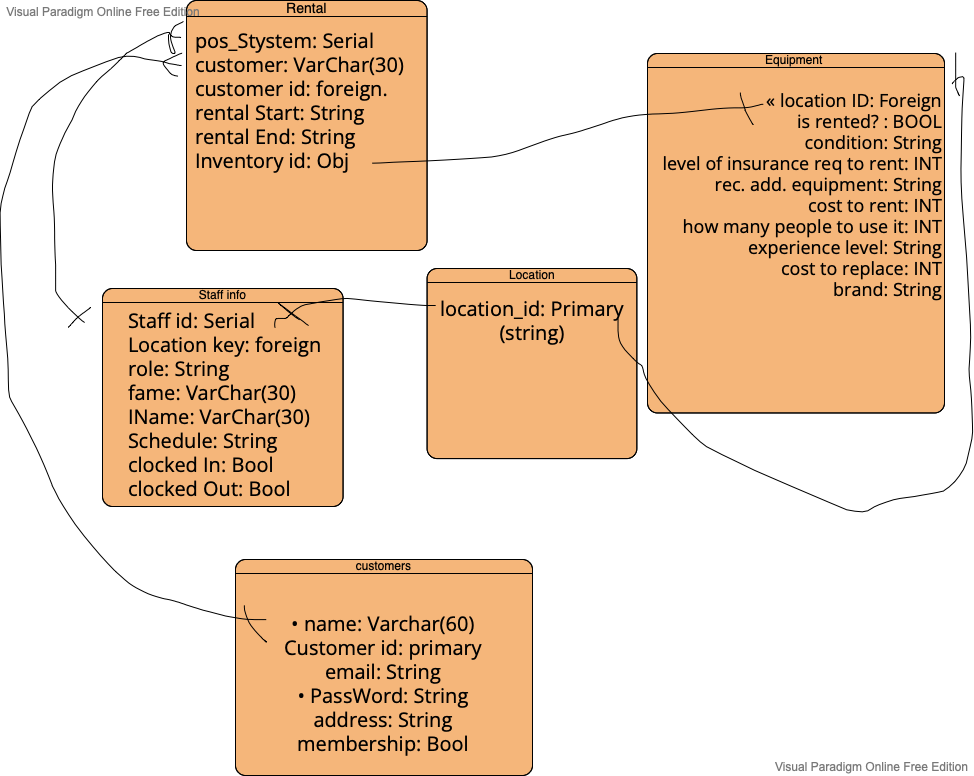 Visual Paradigm Online Free Edition
Rental
pos_Stystem: Serial
customer: VarChar(30)
customer id: foreign.
rental Start: String
rental End: String
Inventory id: Obj
Equipment
« location ID: Foreign
is rented? : BOOL
condition: String
level of insurance req to rent: INT
rec. add. equipment: String
cost to rent: INT
how many people to use it: INT
experience level: String
cost to replace: INT
brand: String
Staff info
Staff id: Serial
Location key: foreign
role: String
fame: VarChar(30)
IName: VarChar(30)
Schedule: String
clocked In: Bool
clocked Out: Bool
Location
location_id: Primary
(string)
customers
• name: Varchar(60)
Customer id: primary
email: String
• PassWord: String
address: String
membership: Bool
Visual Paradigm Online Free Edition